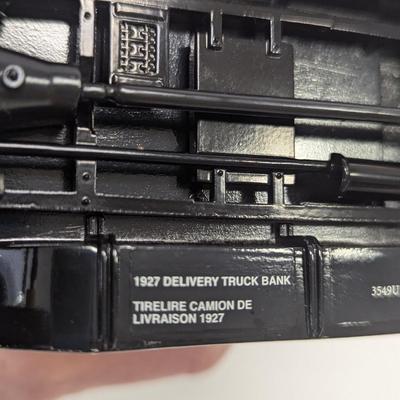 1927 DELIVERY TRUCK BANK
TIRELIRE CAMION DE
LIVRAISON 1927
3549U